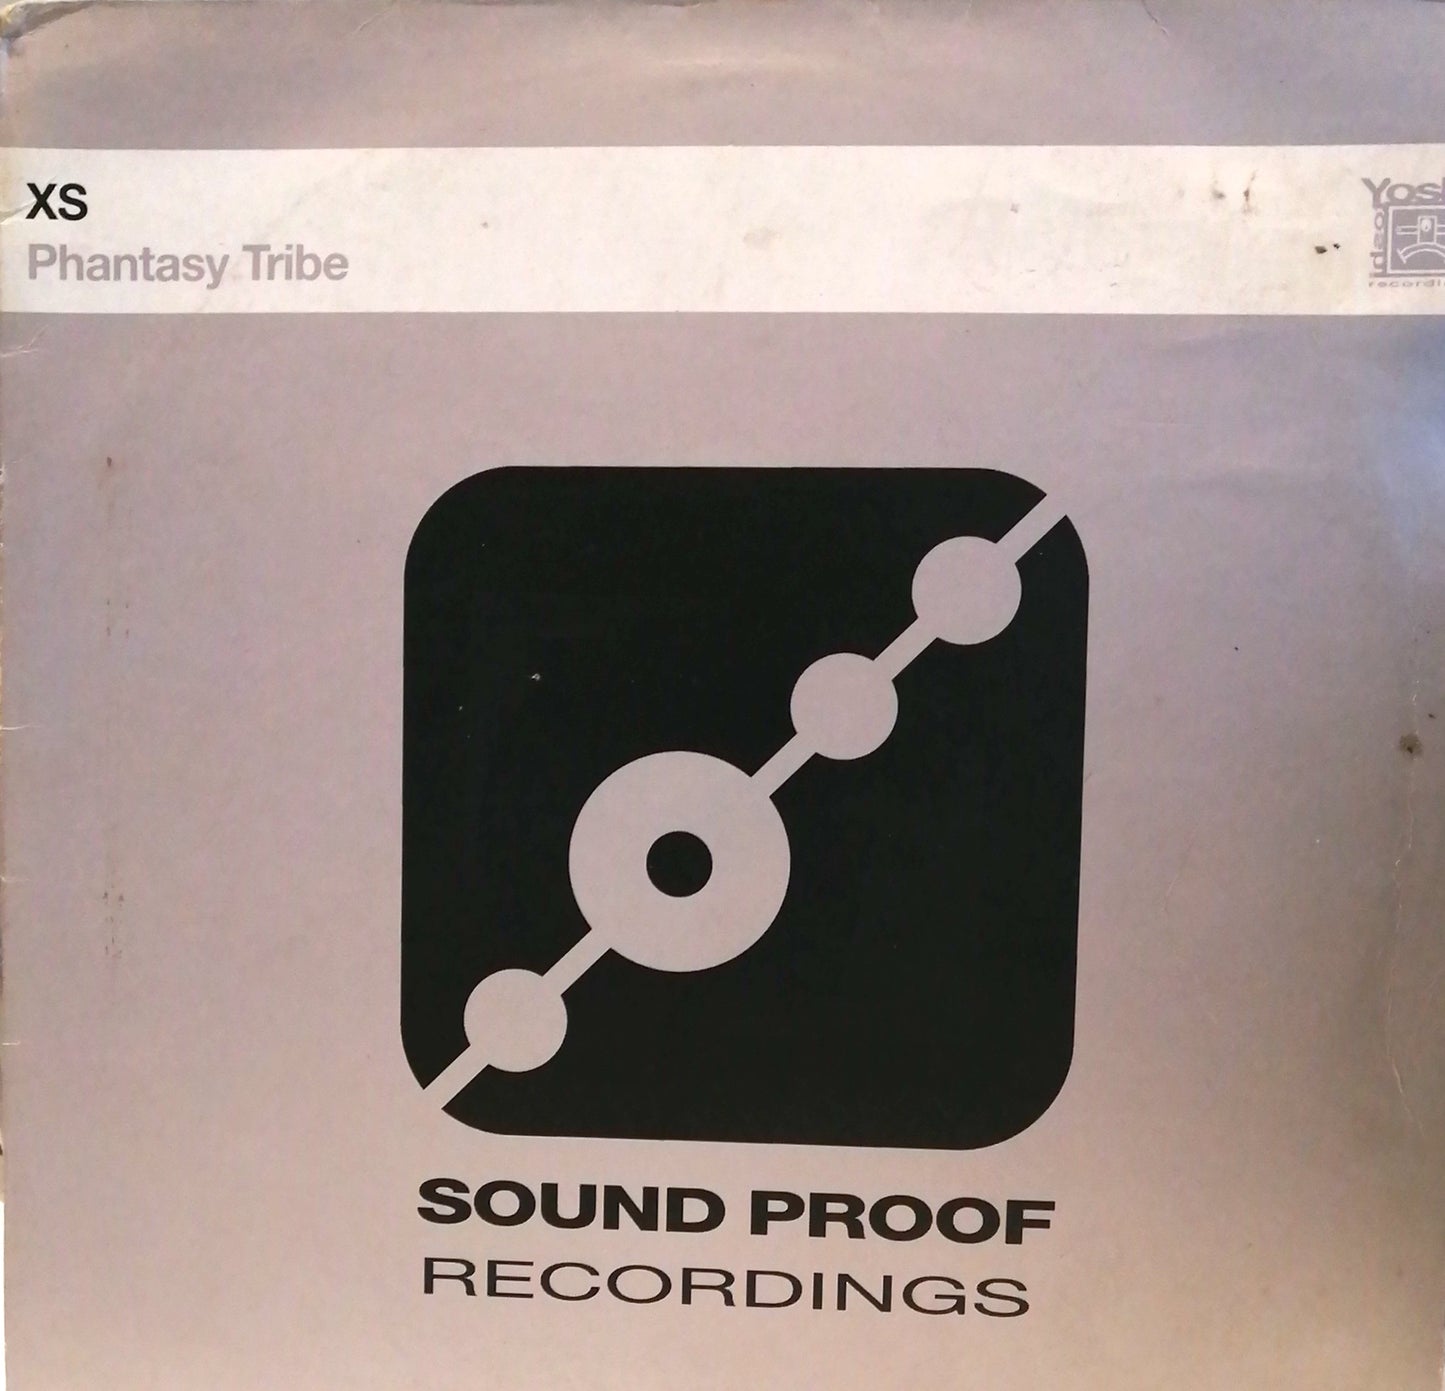 XS
Phantasy Tribe
SOUND PROOF
RECORDINGS